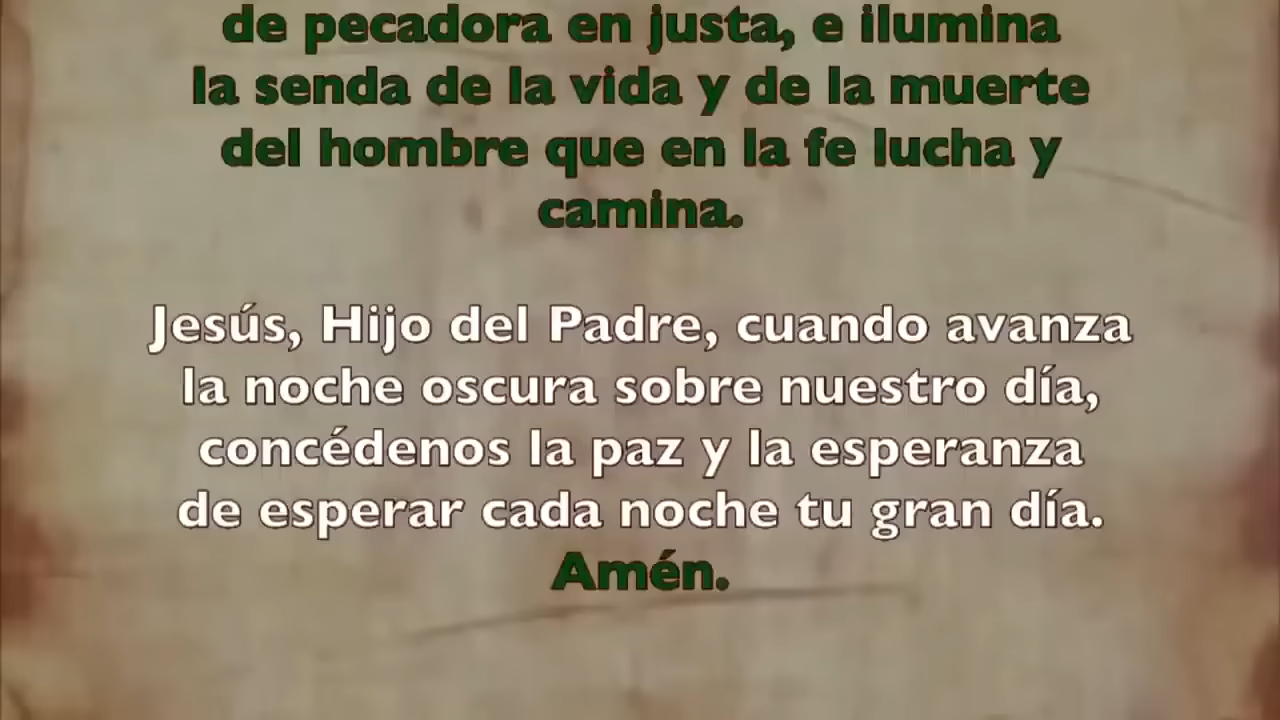 de pecadora en justa, e ilumina
la senda de la vida y de la muerte
del hombre que en la fe lucha y
camina.
Jesús, Hijo del Padre, cuando avanza
la noche oscura sobre nuestro día,
concédenos la paz y la esperanza
de esperar cada noche tu gran día.
Amén.